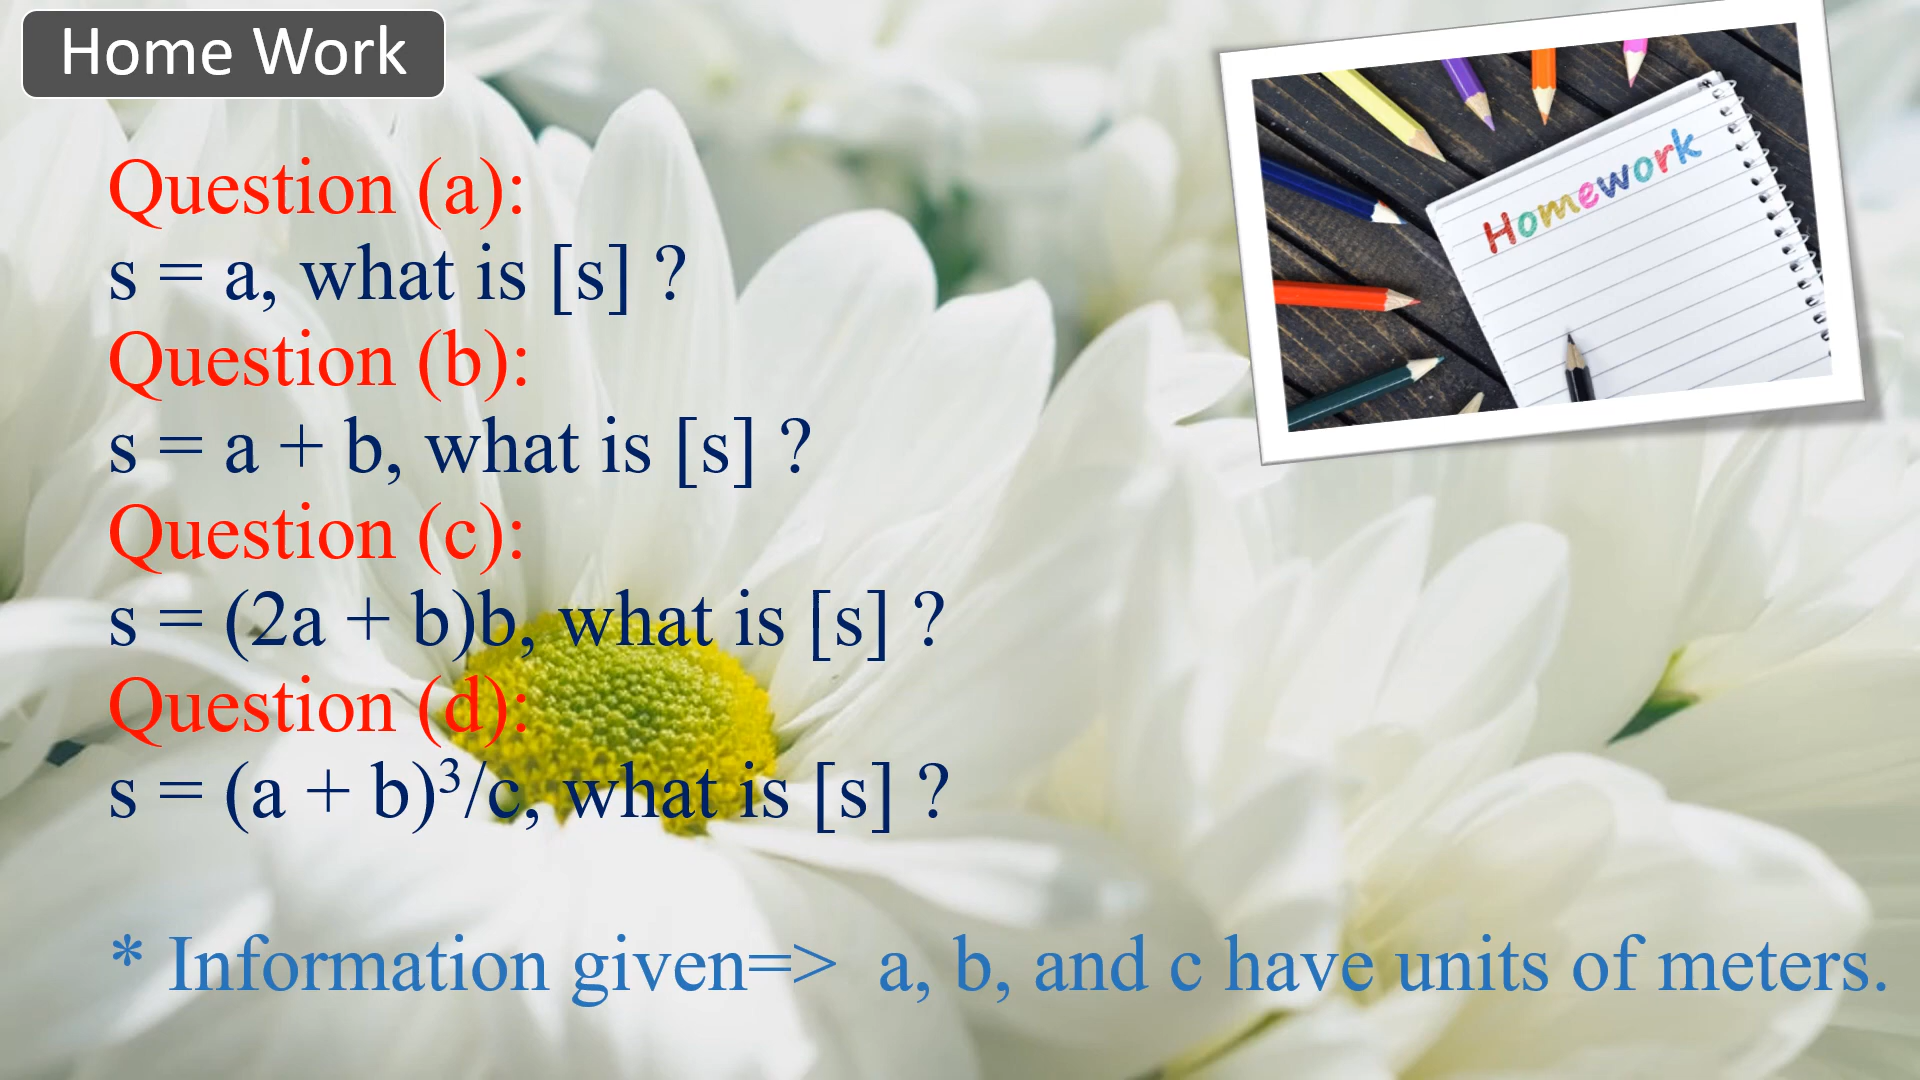 Home Work
Homework
Question (a):
s = a, what is [s] ?
Question (b):
s = a + b, what is [s] ?
Question (c):
s = (2a + b)b, what is [s] ?
Question (d):
s = (a + b)³/c, what is [s] ?
* Information given=> a, b, and c have units of meters.